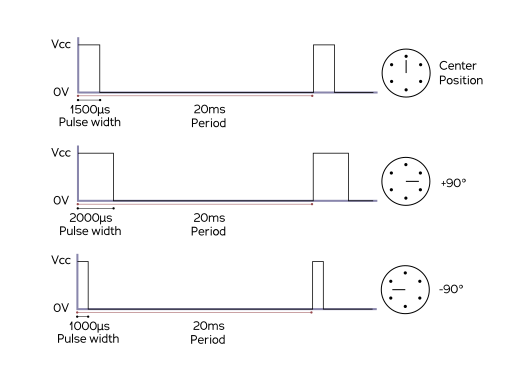 Vcc
0V
1500µs
Pulse width
20ms
Period
Center
Position
Vcc
0V
2000µs
Pulse width
20ms
Period
+90°
Vcc
0V
1000µs
Pulse width
20ms
Period
-90°